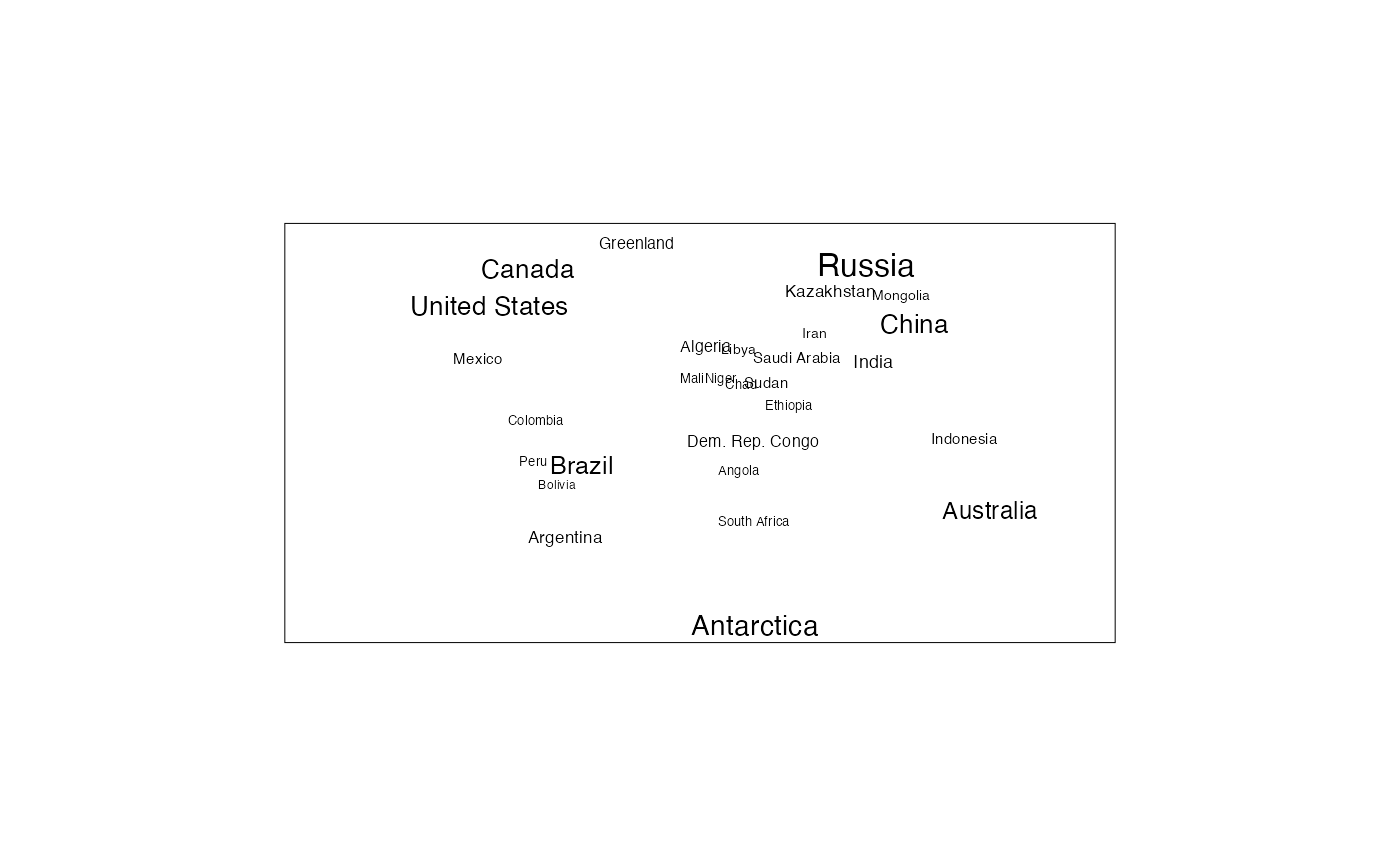 Greenland
Russia
Canada
Kazakhstan
Mongolia
United States
China
Iran
Algeria
Libya
Saudi Arabia
Mexico
India
Mali
Niger
Chad
Sudan
Ethiopia
Colombia
Dem. Rep. Congo
Indonesia
Peru
Brazil
Angola
Bolivia
Australia
South Africa
Argentina
Antarctica